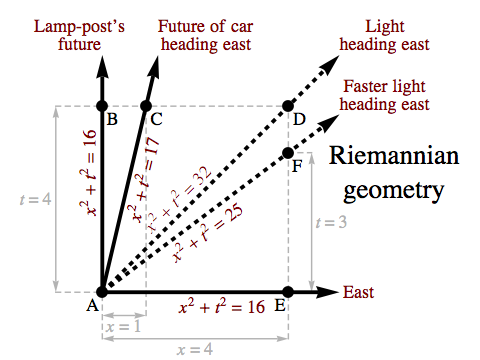 Lamp-post's
future
Future of car
heading east
Light
heading east
Faster light
heading east
B
C
D
F
Riemannian
geometry
x² + t² = 16
x² + t² = 17
x² + t² = 32
x² + t² = 25
t = 4
t = 3
A
x² + t² = 16
E
East
x = 1
x = 4